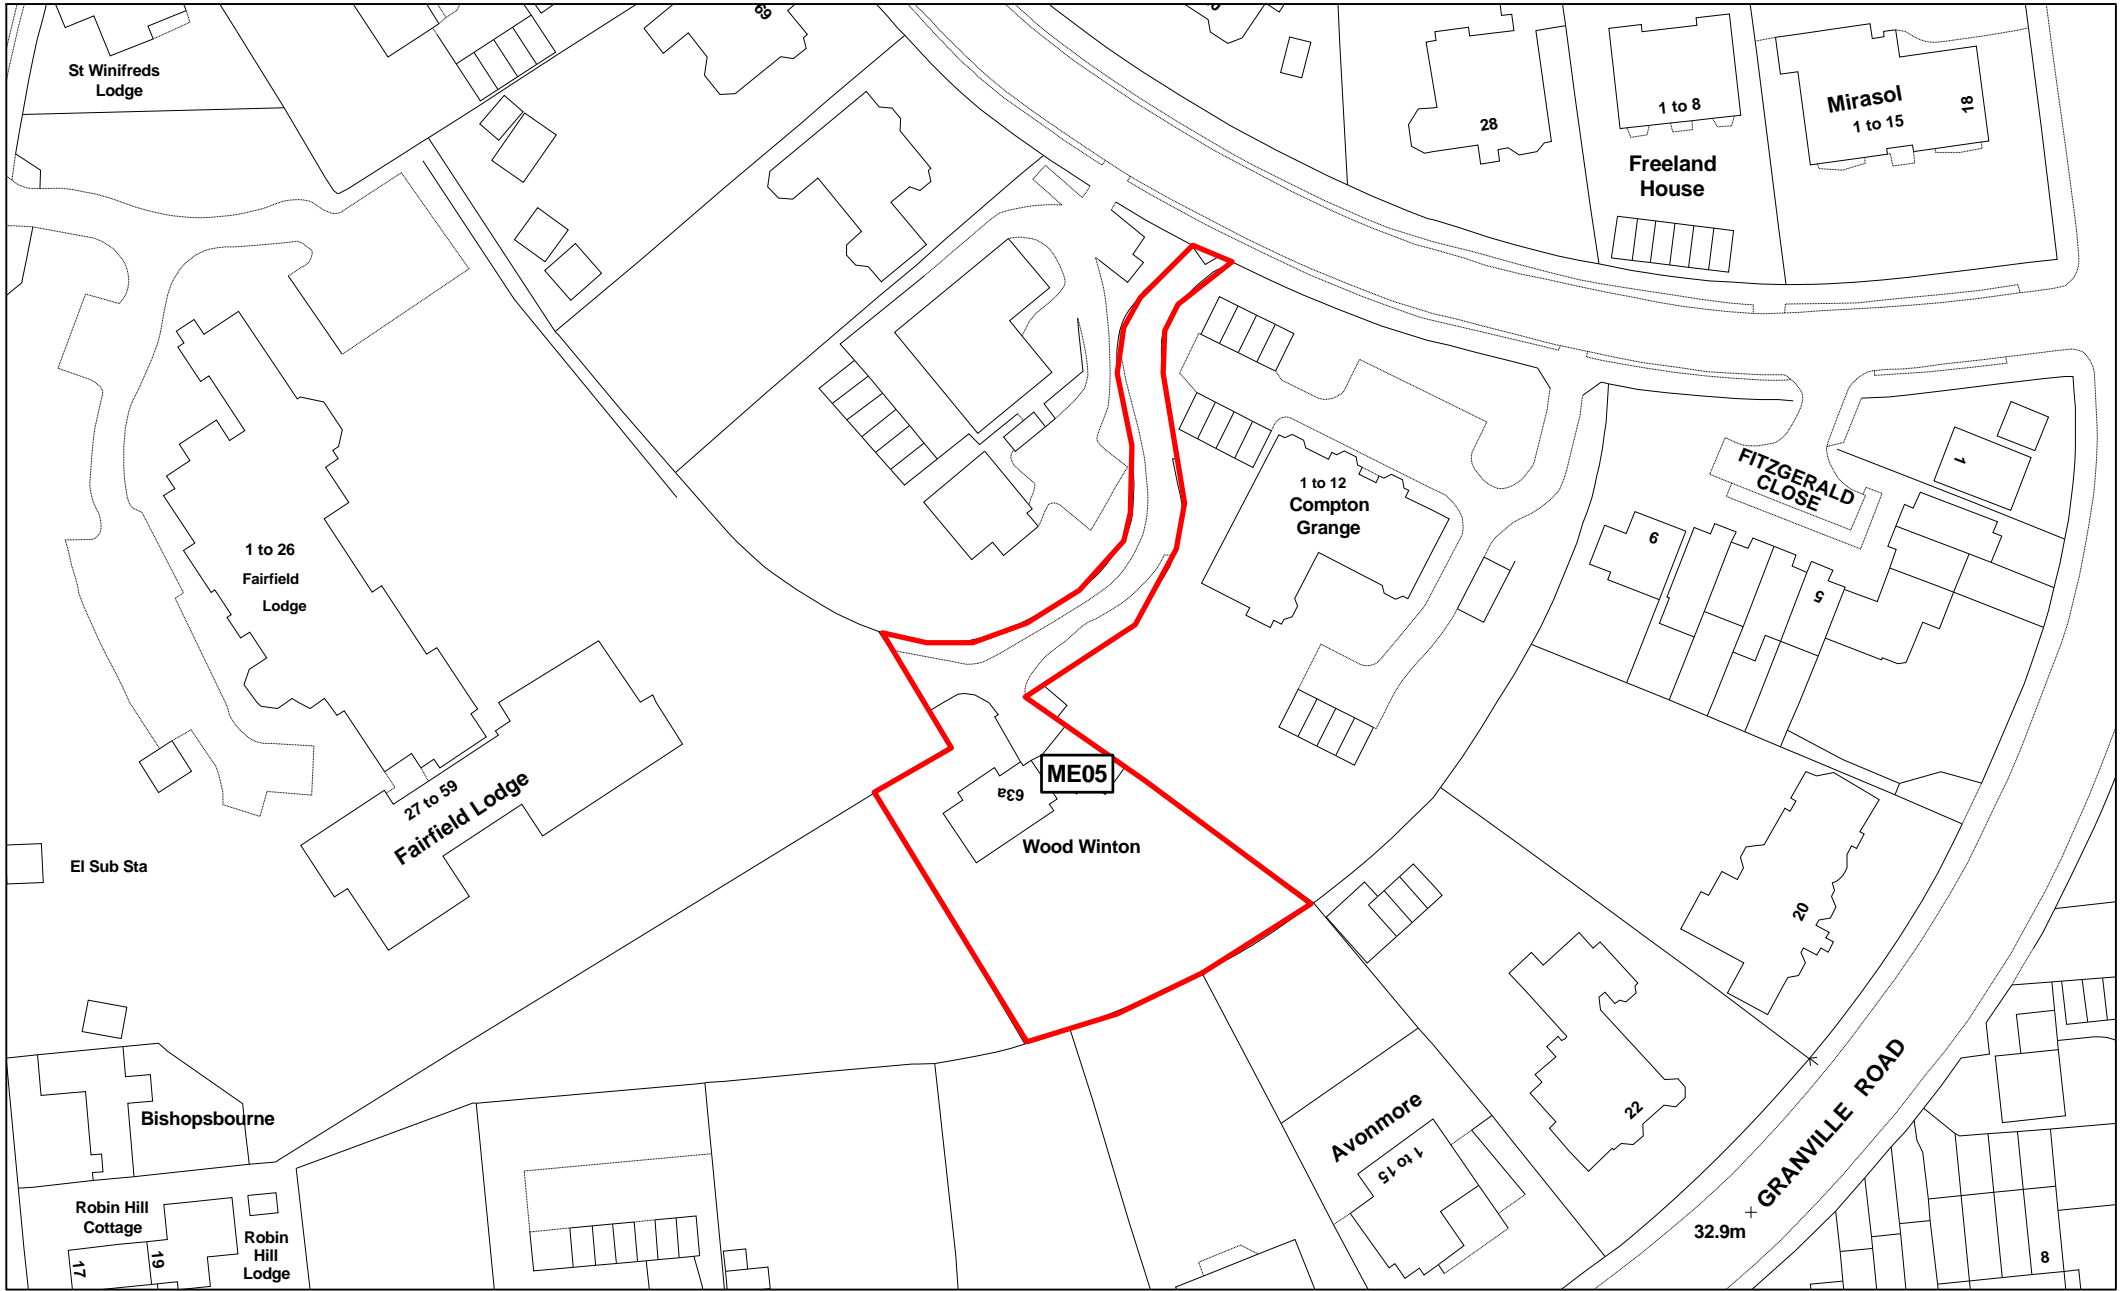 69
St Winifreds
Lodge
28
1 to 8
Freeland
House
Mirasol
1 to 15
18
FITZGERALD
CLOSE
1
6
5
1 to 12
Compton
Grange
1 to 26
Fairfield
Lodge
27 to 59
Fairfield Lodge
ME05
63a
Wood Winton
El Sub Sta
20
22
Avonmore
1 to 15
GRANVILLE ROAD
32.9m
Bishopsbourne
Robin Hill
Cottage
17
19
Robin
Hill
Lodge
8